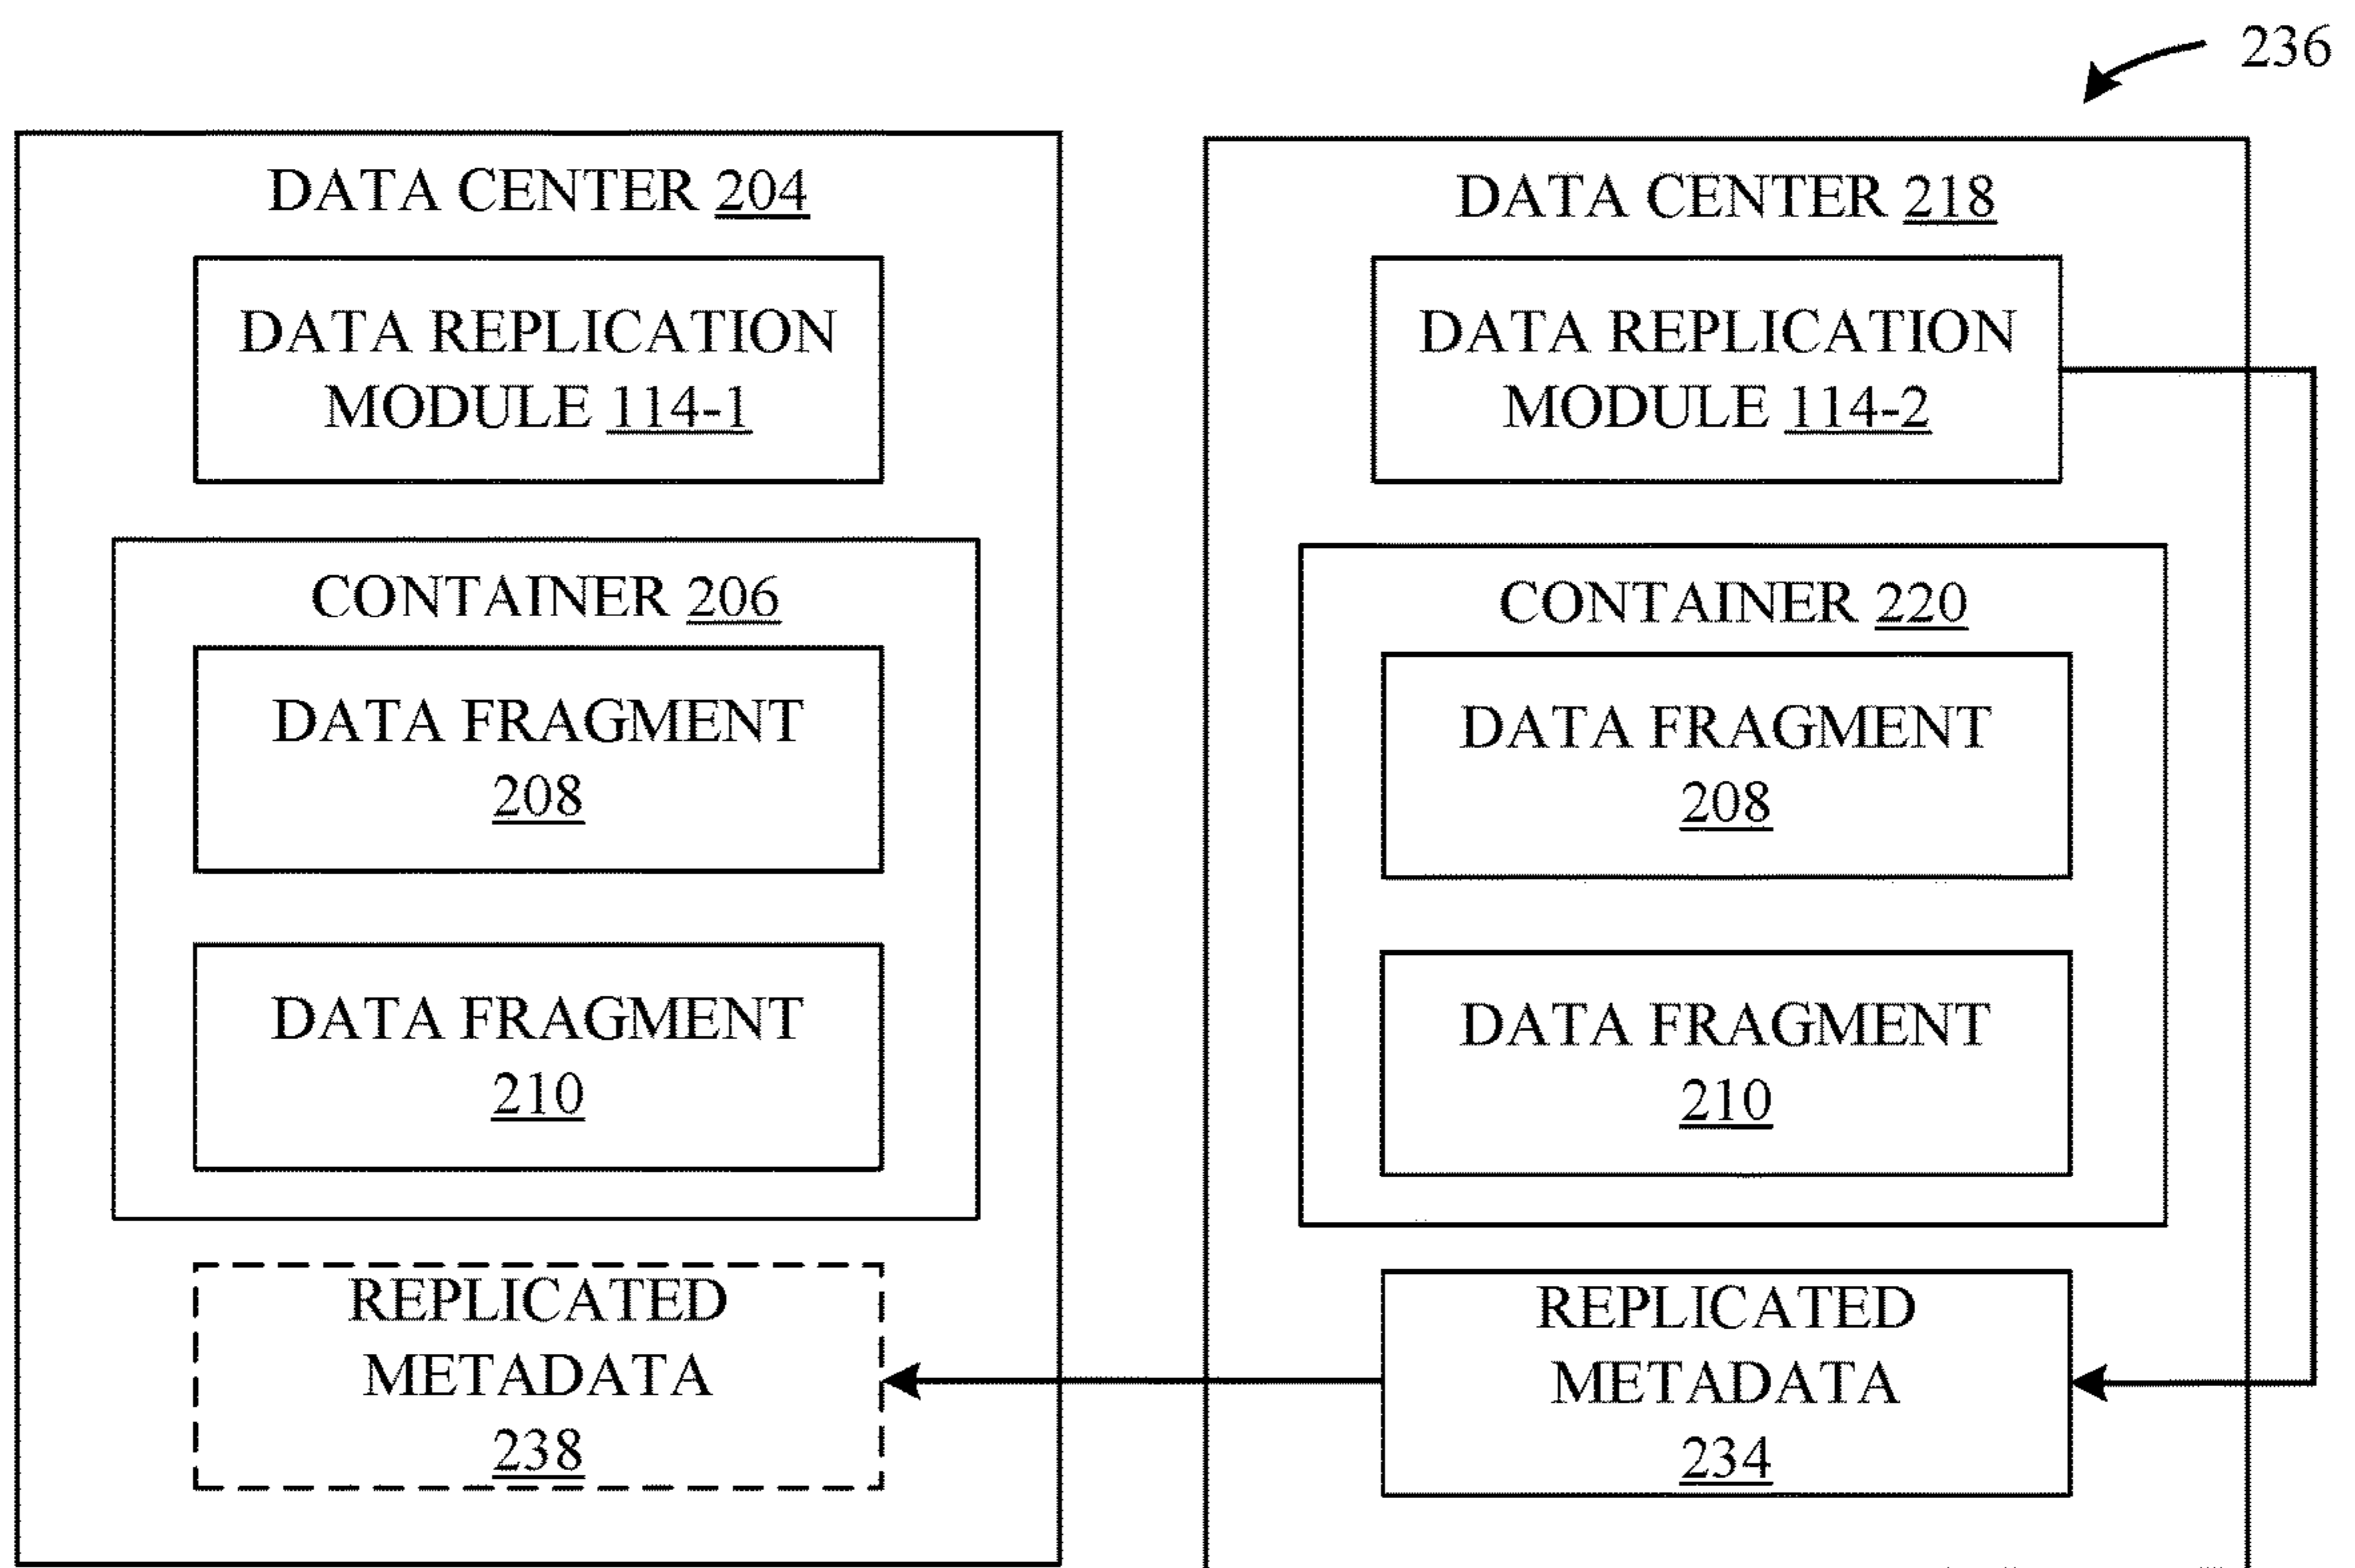 236
DATA CENTER 204
DATA REPLICATION
MODULE 114-1
CONTAINER 206
DATA FRAGMENT
208
DATA FRAGMENT
210
REPLICATED
METADATA
238
DATA CENTER 218
DATA REPLICATION
MODULE 114-2
CONTAINER 220
DATA FRAGMENT
208
DATA FRAGMENT
210
REPLICATED
METADATA
234